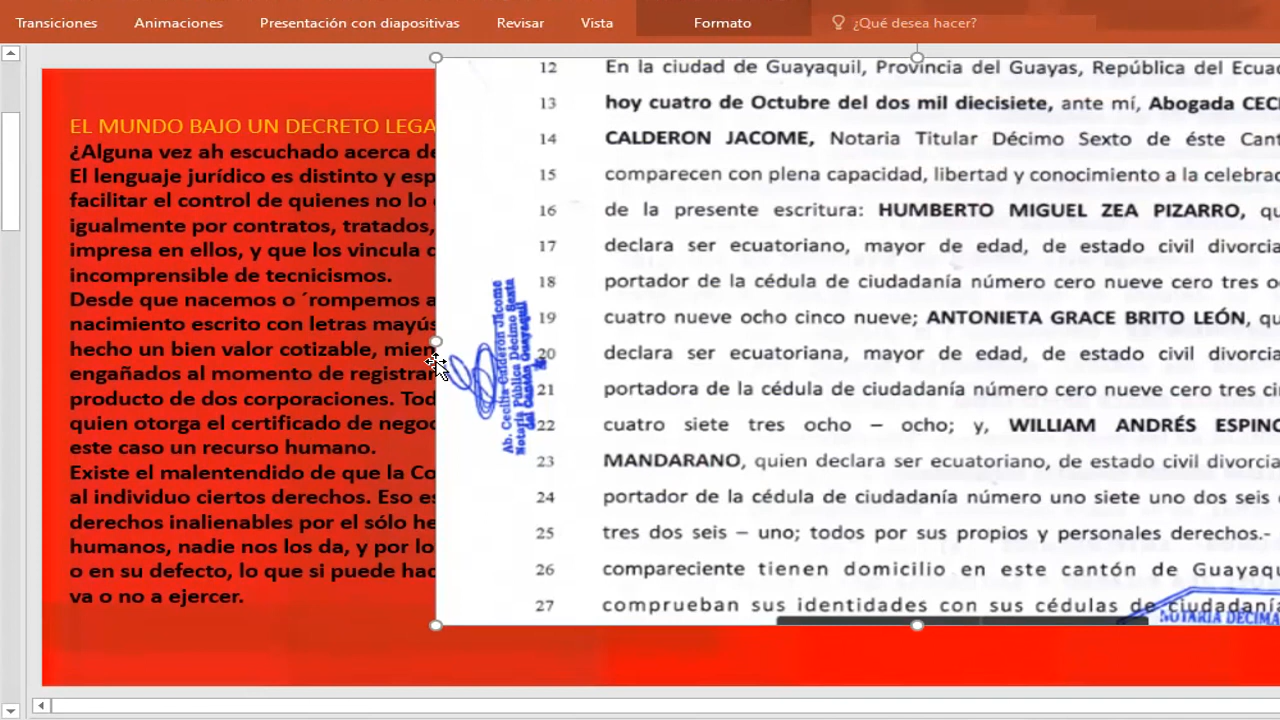 Transiciones Animaciones Presentación con diapositivas Revisar Vista Formato ¿Qué desea hacer?
EL MUNDO BAJO UN DECRETO LEGA
¿Alguna vez ah escuchado acerca de
El lenguaje jurídico es distinto y esp
facilitar el control de quienes no lo
igualmente por contratos, tratados,
impresa en ellos, y que los vincula
incomprensible de tecnicismos.
Desde que nacemos o ´rompemos a
nacimiento escrito con letras mayús
hecho un bien valor cotizable, mien
engañados al momento de registrar
producto de dos corporaciones. Tod
quien otorga el certificado de negoc
este caso un recurso humano.
Existe el malentendido de que la Co
al individuo ciertos derechos. Eso es
derechos inalienables por el sólo he
humanos, nadie nos los da, y por lo
o en su defecto, lo que si puede hac
va o no a ejercer.
12 En la ciudad de Guayaquil, Provincia del Guayas, República del Ecua
13 hoy cuatro de Octubre del dos mil diecisiete, ante mí, Abogada CEC
14 CALDERON JACOME, Notaria Titular Décimo Sexto de éste Cant
15 comparecen con plena capacidad, libertad y conocimiento a la celebrac
16 de la presente escritura: HUMBERTO MIGUEL ZEA PIZARRO, qu
17 declara ser ecuatoriano, mayor de edad, de estado civil divorcia
18 portador de la cédula de ciudadanía número cero nueve cero tres o
19 cuatro nueve ocho cinco nueve; ANTONIETA GRACE BRITO LEÓN, qu
20 declara ser ecuatoriana, mayor de edad, de estado civil divorcia
21 portadora de la cédula de ciudadanía número cero nueve cero tres ci
22 cuatro siete tres ocho – ocho; y, WILLIAM ANDRÉS ESPINO
23 MANDARANO, quien declara ser ecuatoriano, de estado civil divorcia
24 portador de la cédula de ciudadanía número uno siete uno dos seis
25 tres dos seis – uno; todos por sus propios y personales derechos.-
26 compareciente tienen domicilio en este cantón de Guayaqu
27 comprueban sus identidades con sus cédulas de ciudadanía
Ab. Cecilia Calderón Jácome
Notaria Pública Décimo Sexta
del Cantón Guayaquil
NOTARIA DECIMA